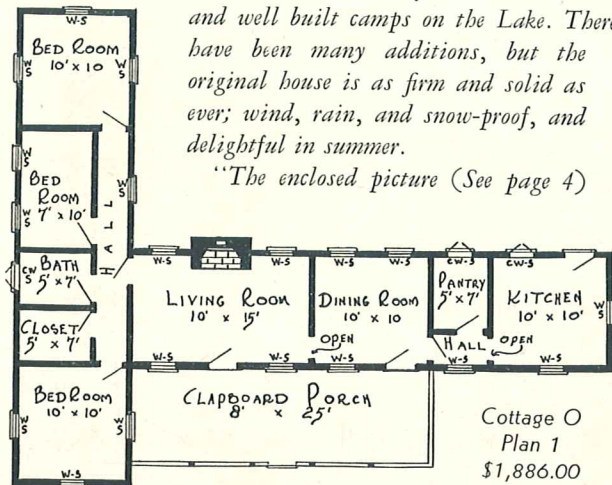 and well built camps on the Lake. There
have been many additions, but the
original house is as firm and solid as
ever; wind, rain, and snow-proof, and
delightful in summer.
"The enclosed picture (See page 4)
W-S
BED ROOM
10' x 10
W S
W S
BED
ROOM
7' x 10'
W S
W S
W S
HALL
BATH
5' x 7'
CW S
CLOSET
5' x 7'
BED ROOM
10' x 10'
W S
W S
W-S
W-S
W-S
LIVING ROOM
10' x 15'
W-S
W-S
W-S
W-S
DINING ROOM
10' x 10
OPEN
W-S
CW-S
PANTRY
5' x 7'
HALL
W-S
OPEN
CW-S
KITCHEN
10' x 10'
W S
W-S
CLAPBOARD PORCH
8' x 25'
Cottage O
Plan 1
$1,886.00